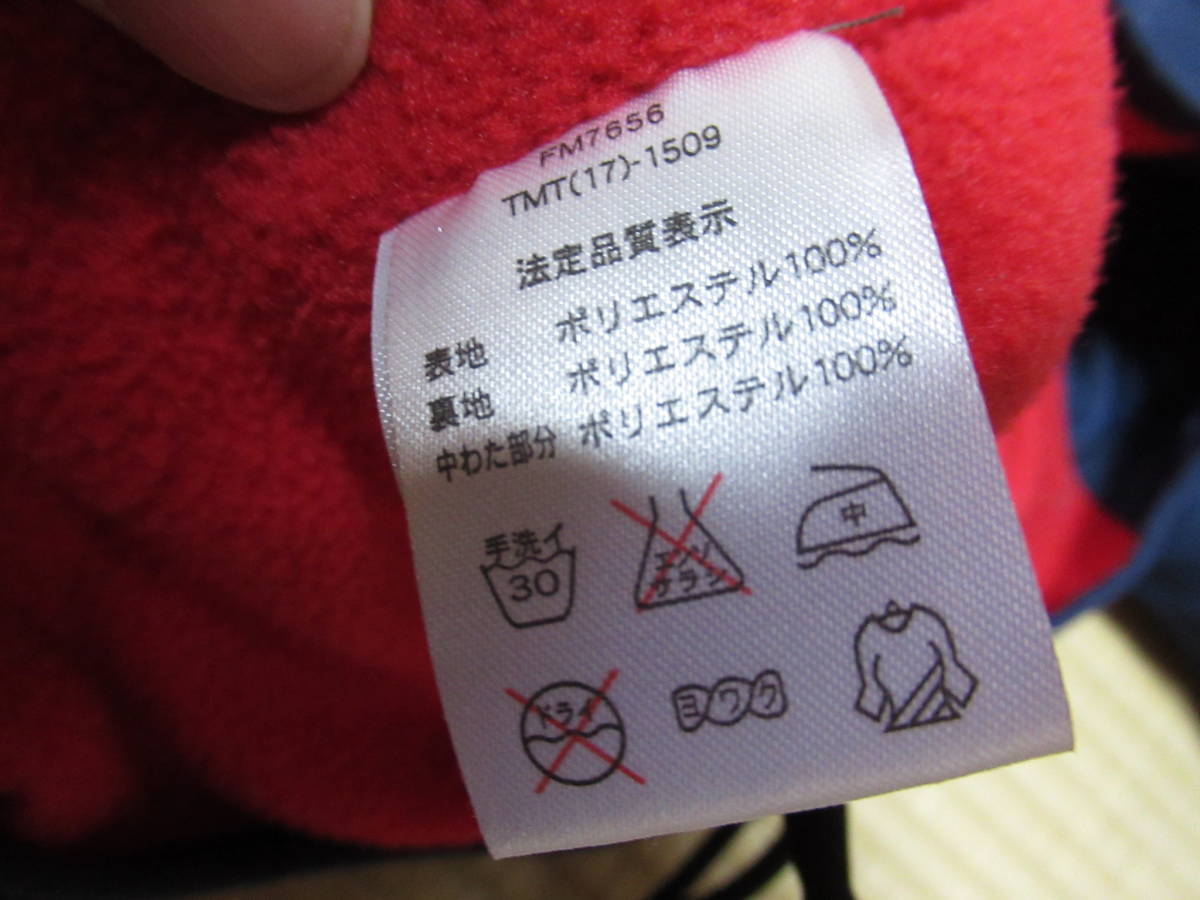 FM7656
TMT(17)-1509
法定品質表示
表地 ポリエステル100%
裏地 ポリエステル100%
中わた部分 ポリエステル100%
手洗イ
30
エンソ
サラシ
中
ドライ
ヨワク